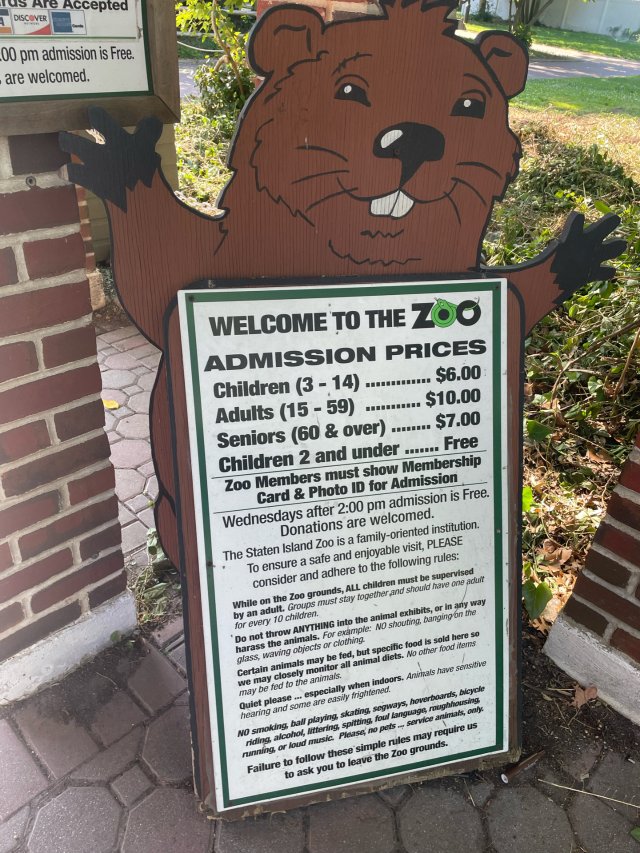 rds Are Accepted
DISCOVER
.00 pm admission is Free.
are welcomed.
WELCOME TO THE ZOO
ADMISSION PRICES
Children (3 - 14) ............. $6.00
Adults (15 - 59) ........... $10.00
Seniors (60 & over) ........ $7.00
Children 2 and under ....... Free
Zoo Members must show Membership
Card & Photo ID for Admission
Wednesdays after 2:00 pm admission is Free.
Donations are welcomed.
The Staten Island Zoo is a family-oriented institution.
To ensure a safe and enjoyable visit, PLEASE
consider and adhere to the following rules:
While on the Zoo grounds, ALL children must be supervised
by an adult. Groups must stay together and should have one adult
for every 10 children.
Do not throw ANYTHING into the animal exhibits, or in any way
harass the animals. For example: NO shouting, banging on the
glass, waving objects or clothing.
Certain animals may be fed, but specific food is sold here so
we may closely monitor all animal diets. No other food items
may be fed to the animals.
Quiet please ... especially when indoors. Animals have sensitive
hearing and some are easily frightened.
NO smoking, ball playing, skating, segways, hoverboards, bicycle
riding, alcohol, littering, spitting, foul language, roughhousing,
running, or loud music. Please, no pets ... service animals, only.
Failure to follow these simple rules may require us
to ask you to leave the Zoo grounds.